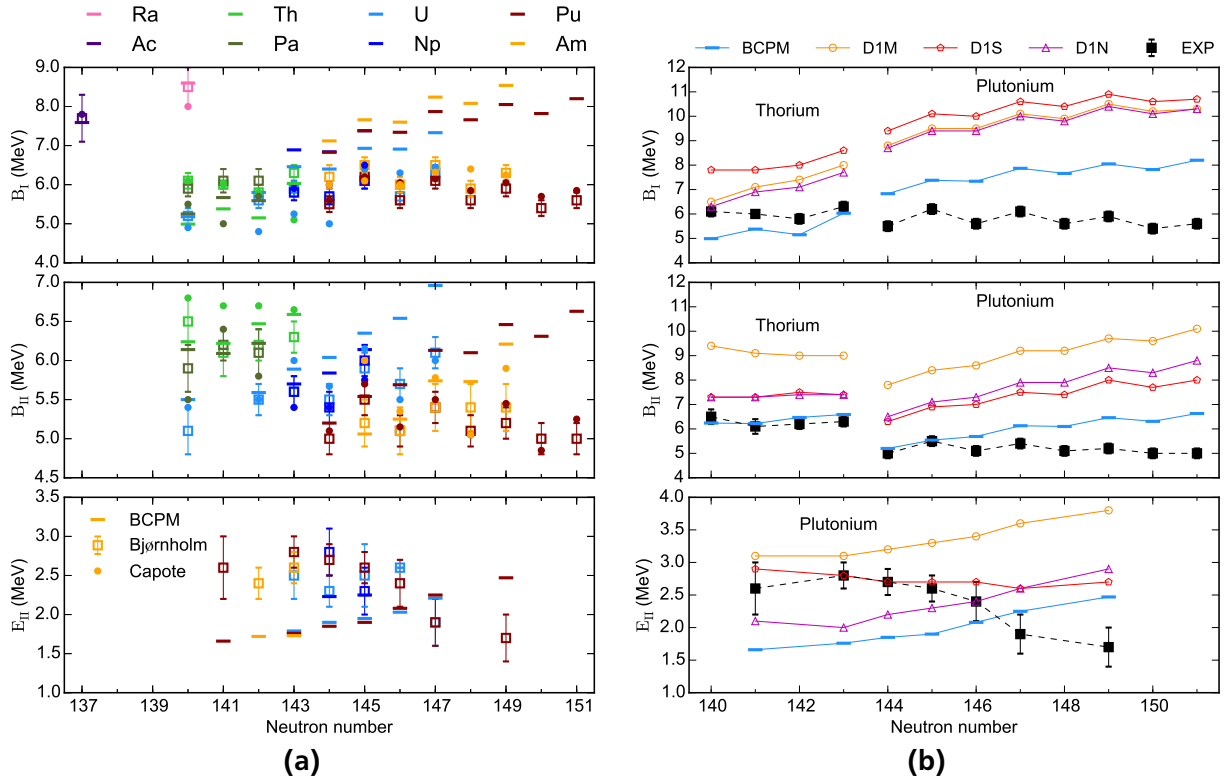 Ra Th U Pu
Ac Pa Np Am
9.0
8.0
7.0
6.0
5.0
4.0
B_I (MeV)
7.0
6.5
6.0
5.5
5.0
4.5
B_II (MeV)
3.5
3.0
2.5
2.0
1.5
1.0
E_II (MeV)
BCPM
Bjørnholm
Capote
137 139 141 143 145 147 149 151
Neutron number
(a)
BCPM D1M D1S D1N EXP
12
11
10
9
8
7
6
5
4
B_I (MeV)
Thorium
Plutonium
12
11
10
9
8
7
6
5
4
B_II (MeV)
Thorium
Plutonium
4.0
3.5
3.0
2.5
2.0
1.5
1.0
E_II (MeV)
Plutonium
140 142 144 146 148 150
Neutron number
(b)